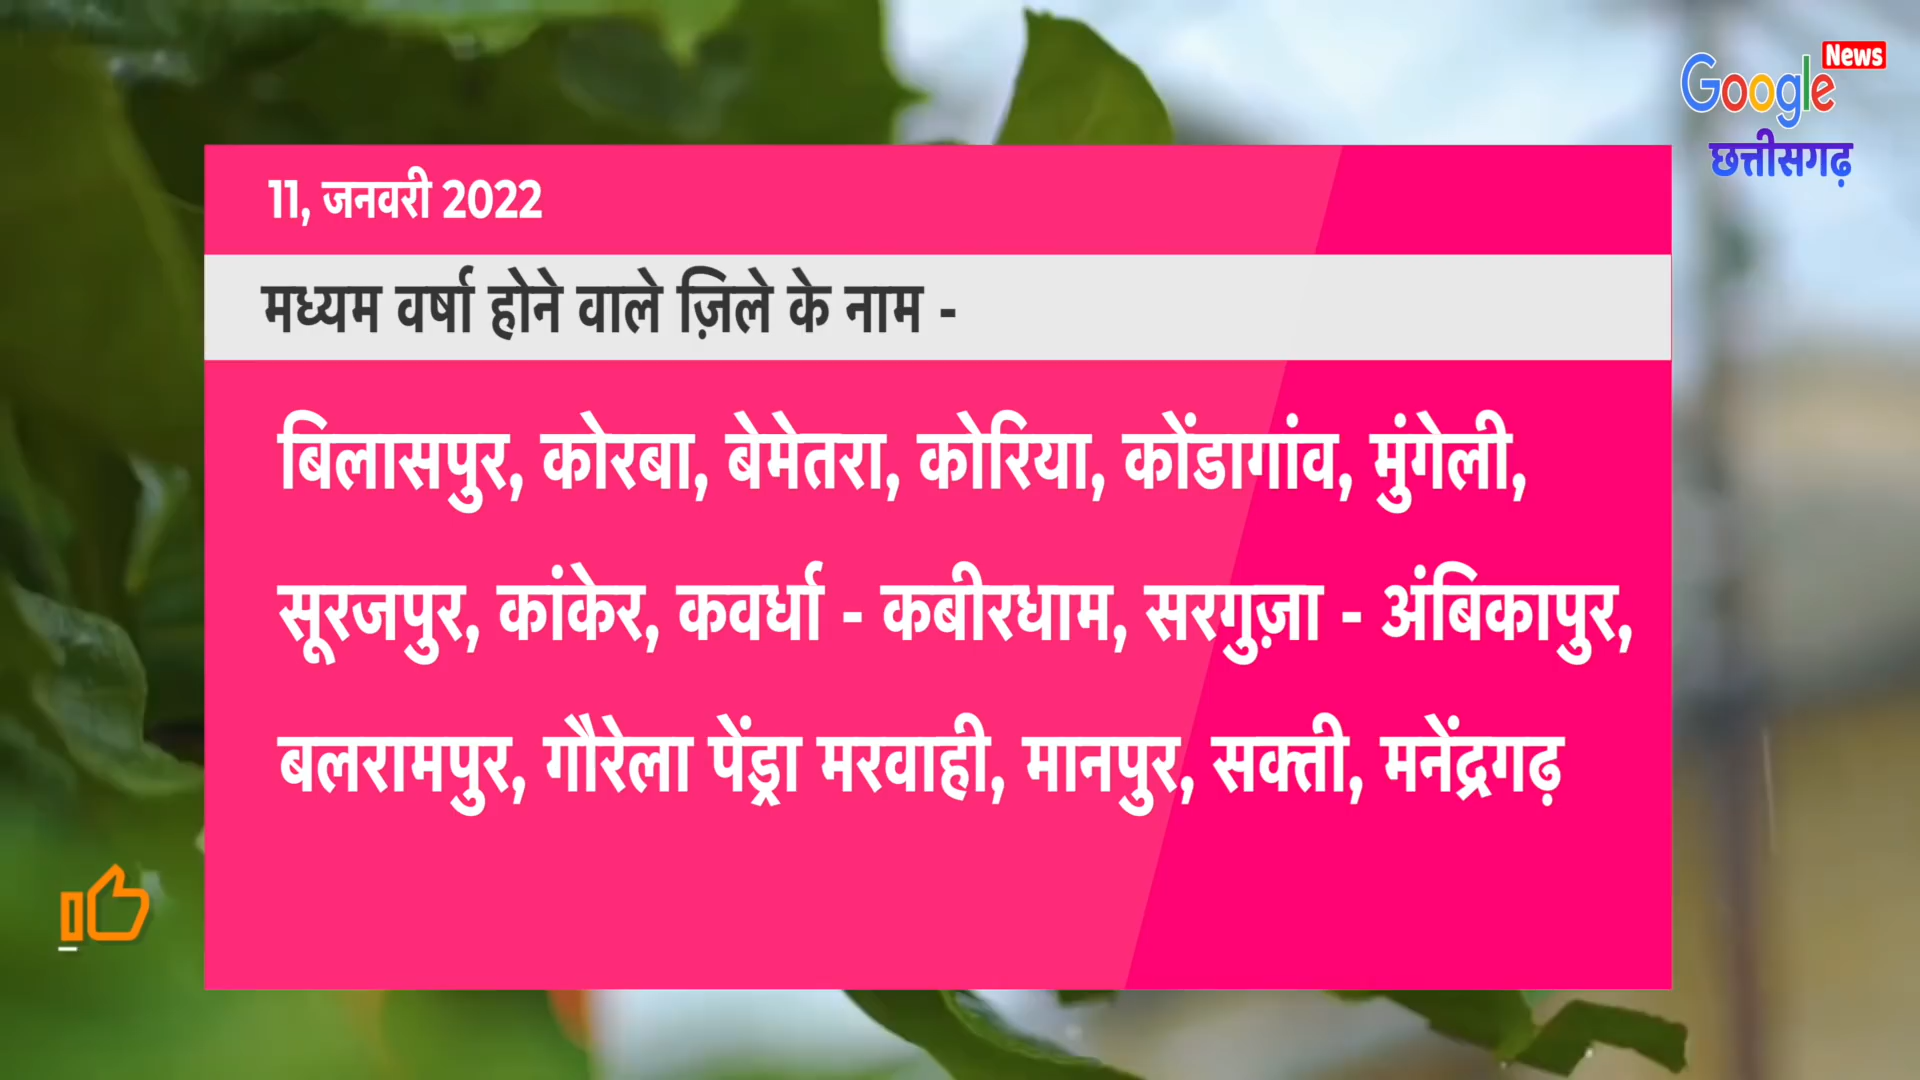 Google News
छत्तीसगढ़
11, जनवरी 2022
मध्यम वर्षा होने वाले ज़िले के नाम -
बिलासपुर, कोरबा, बेमेतरा, कोरिया, कोंडागांव, मुंगेली,
सूरजपुर, कांकेर, कवर्धा - कबीरधाम, सरगुज़ा - अंबिकापुर,
बलरामपुर, गौरेला पेंड्रा मरवाही, मानपुर, सक्ती, मनेंद्रगढ़